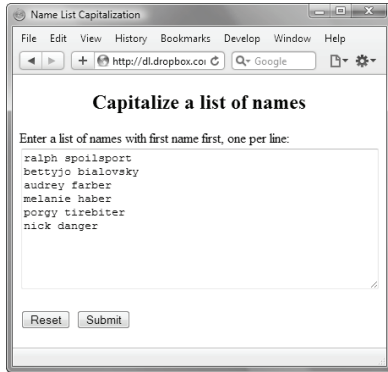 Name List Capitalization
File Edit View History Bookmarks Develop Window Help
http://dl.dropbox.co Google
Capitalize a list of names
Enter a list of names with first name first, one per line:
ralph spoilsport
bettyjo bialovsky
audrey farber
melanie haber
porgy tirebiter
nick danger
Reset Submit